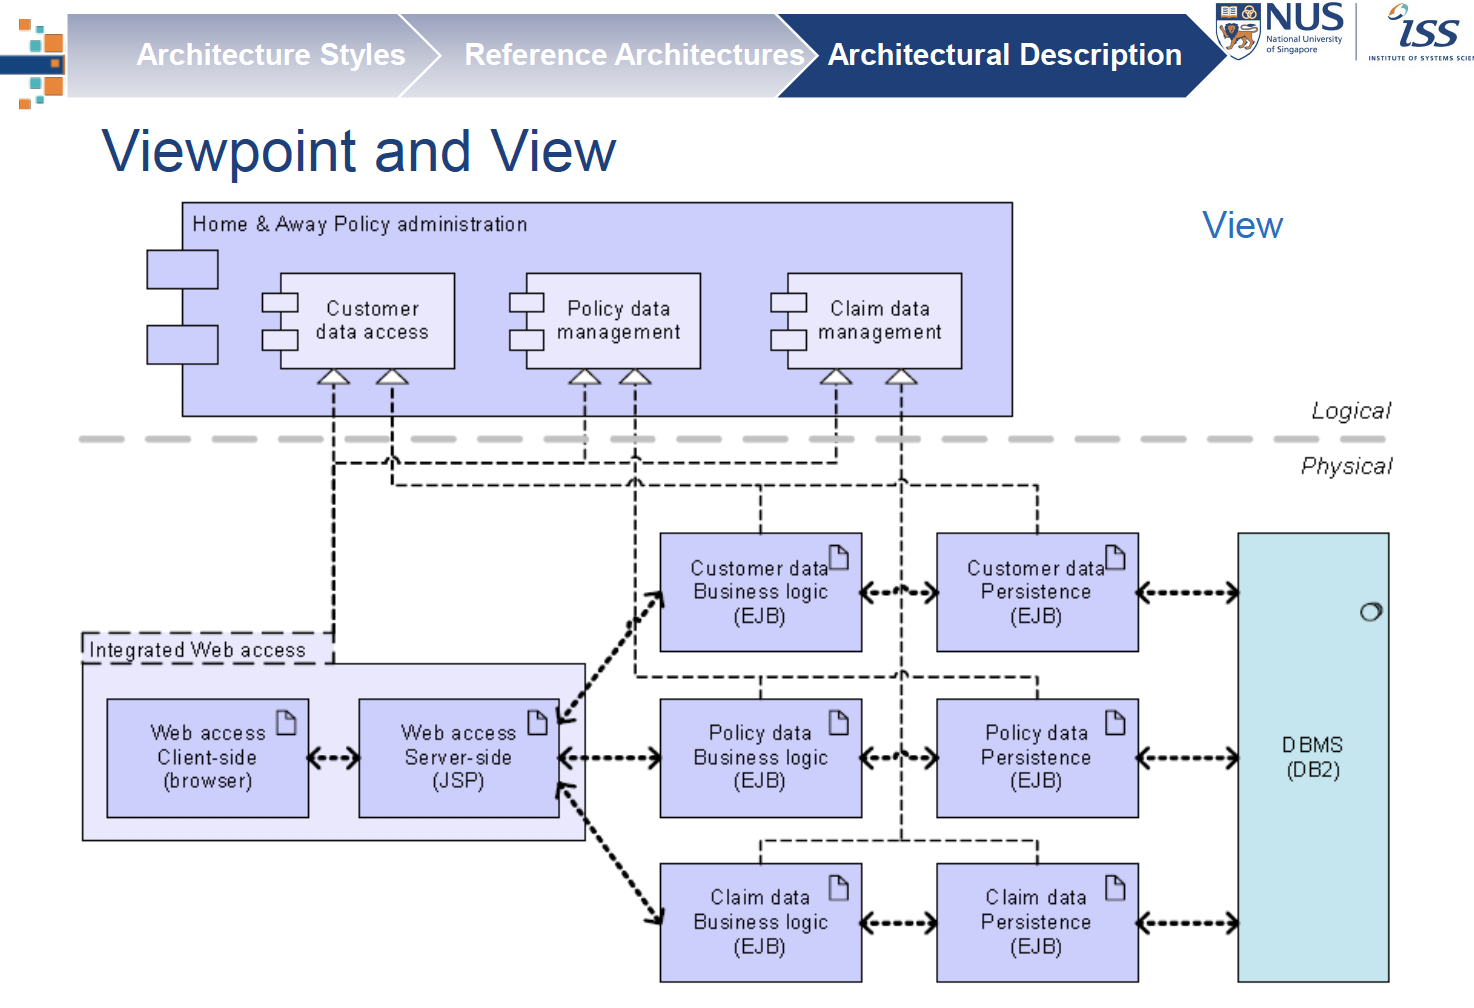 Architecture Styles
Reference Architectures
Architectural Description
NUS
National University
of Singapore
iss
INSTITUTE OF SYSTEMS SCIEN
Viewpoint and View
View
Home & Away Policy administration
Customer
data access
Policy data
management
Claim data
management
Logical
Physical
Customer data
Business logic
(EJB)
Customer data
Persistence
(EJB)
Integrated Web access
Web access
Client-side
(browser)
Web access
Server-side
(JSP)
Policy data
Business logic
(EJB)
Policy data
Persistence
(EJB)
DBMS
(DB2)
Claim data
Business logic
(EJB)
Claim data
Persistence
(EJB)